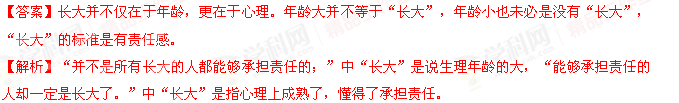 【答案】长大并不仅在于年龄，更在于心理。年龄大并不等于“长大”，年龄小也未必是没有“长大”，
“长大”的标准是有责任感。
【解析】“并不是所有长大的人都能够承担责任的；”中“长大”是说生理年龄的大，“能够承担责任的
人却一定是长大了。”中“长大”是指心理上成熟了，懂得了承担责任。